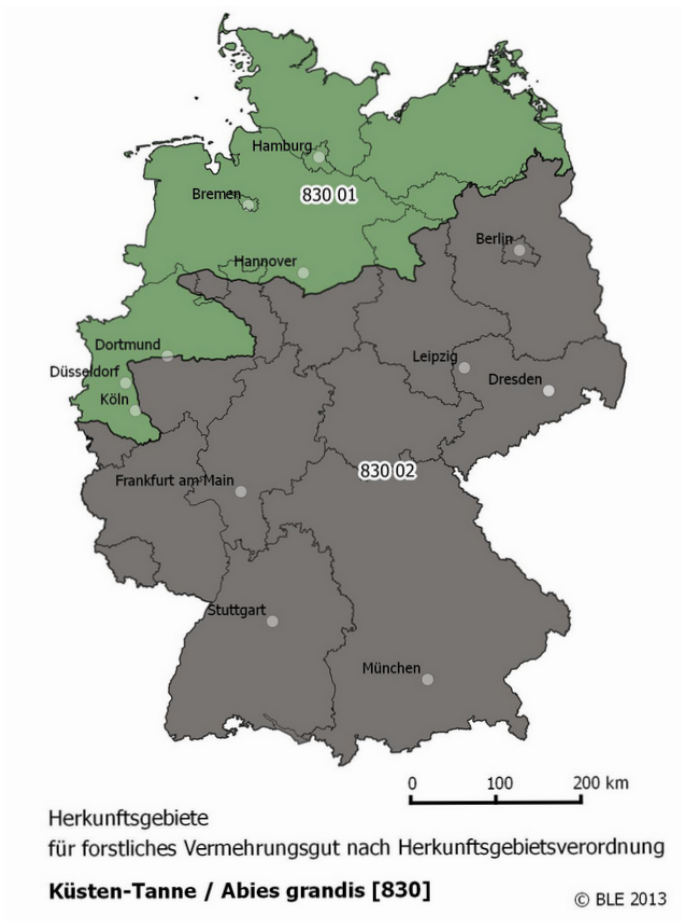 Hamburg
Bremen
830 01
Berlin
Hannover
Dortmund
Leipzig
Düsseldorf
Dresden
Köln
830 02
Frankfurt am Main
Stuttgart
München
0 100 200 km
Herkunftsgebiete
für forstliches Vermehrungsgut nach Herkunftsgebietsverordnung
Küsten-Tanne / Abies grandis [830]
© BLE 2013